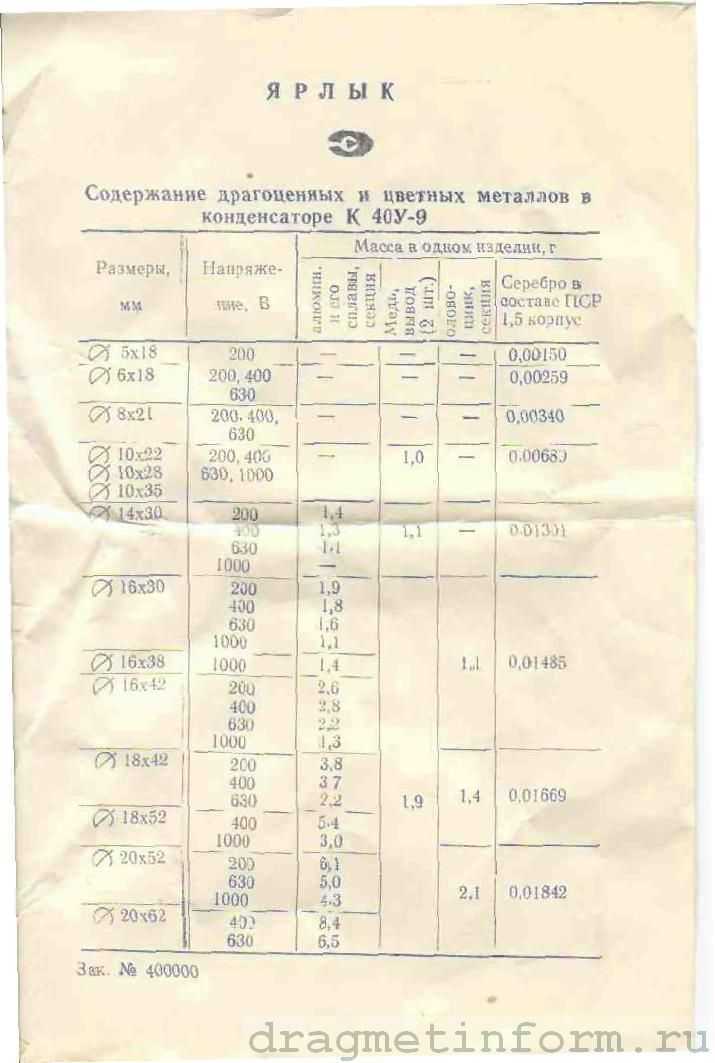 ЯРЛЫК
Содержание драгоценных и цветных металлов в
конденсаторе К 40У-9
Размеры, мм | Напряжение, В | Масса в одном изделии, г
алюмин. и его сплавы, секция | Медь, вывод (2 шт.) | олово-цинк, секция | Серебро в составе ПСР 1,5 корпус
∅ 5х18 200 — — — 0,00150
∅ 6х18 200, 400 — — — 0,00259
630
∅ 8х21 200, 400, — — — 0,00340
630
∅ 10х22 200, 400 — 1,0 — 0.00689
∅ 10х28 630, 1000
∅ 10х35
∅ 14х30 200 1,4
400 1,3 1,1 — 0.01301
630 1,1
1000 —
∅ 16х30 200 1,9
400 1,8
630 1,6
1000 1,1
∅ 16х38 1000 1,4 1,1 0,01485
∅ 16х42 200 2,6
400 2,8
630 2,2
1000 1,3
∅ 18х42 200 3,8
400 3 7
630 2,2 1,9 1,4 0,01669
∅ 18х52 400 5.4
1000 3,0
∅ 20х52 200 6,1
630 5,0
1000 4.3 2.1 0,01842
∅ 20х62 400 8,4
630 6,5
Зак. № 400000
dragmetinform.ru